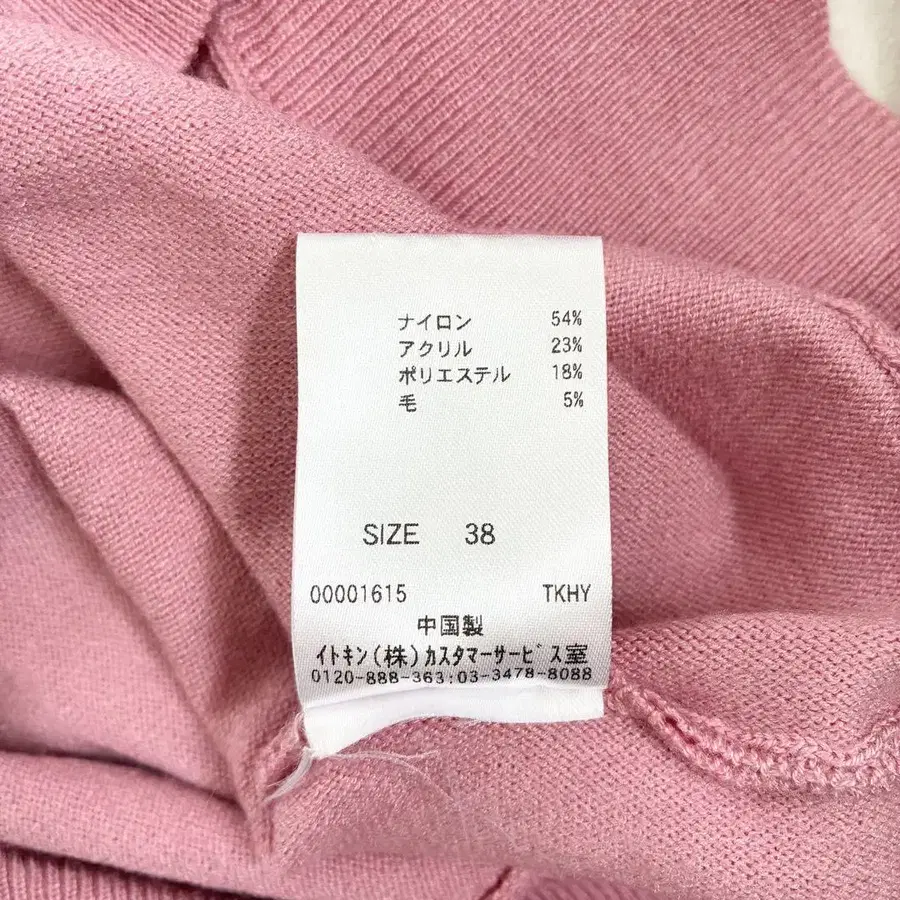 ナイロン 54%
アクリル 23%
ポリエステル 18%
毛 5%
SIZE 38
00001615 TKHY
中国製
イトキン(株)カスタマーサービス室
0120-888-363:03-3478-8088